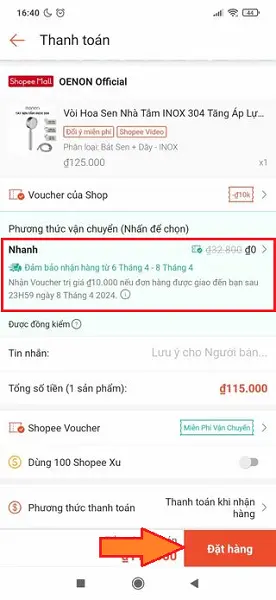 16:40
44
Thanh toán
Shopee Mall OENON Official
Vòi Hoa Sen Nhà Tắm INOX 304 Tăng Áp Lự...
Đổi ý miễn phí Shopee Video
Phân loại: Bát Sen + Dây - INOX
₫125.000 x1
Voucher của Shop -₫10k
Phương thức vận chuyển (Nhấn để chọn)
Nhanh ₫32.800 ₫0
Đảm bảo nhận hàng từ 6 Tháng 4 - 8 Tháng 4
Nhận Voucher trị giá ₫10.000 nếu đơn hàng được giao đến bạn sau
23H59 ngày 8 Tháng 4 2024.
Được đồng kiểm
Tin nhắn: Lưu ý cho Người bán...
Tổng số tiền (1 sản phẩm): ₫115.000
Shopee Voucher Miễn Phí Vận Chuyển
Dùng 100 Shopee Xu
Phương thức thanh toán Thanh toán khi nhận
hàng
Đặt hàng